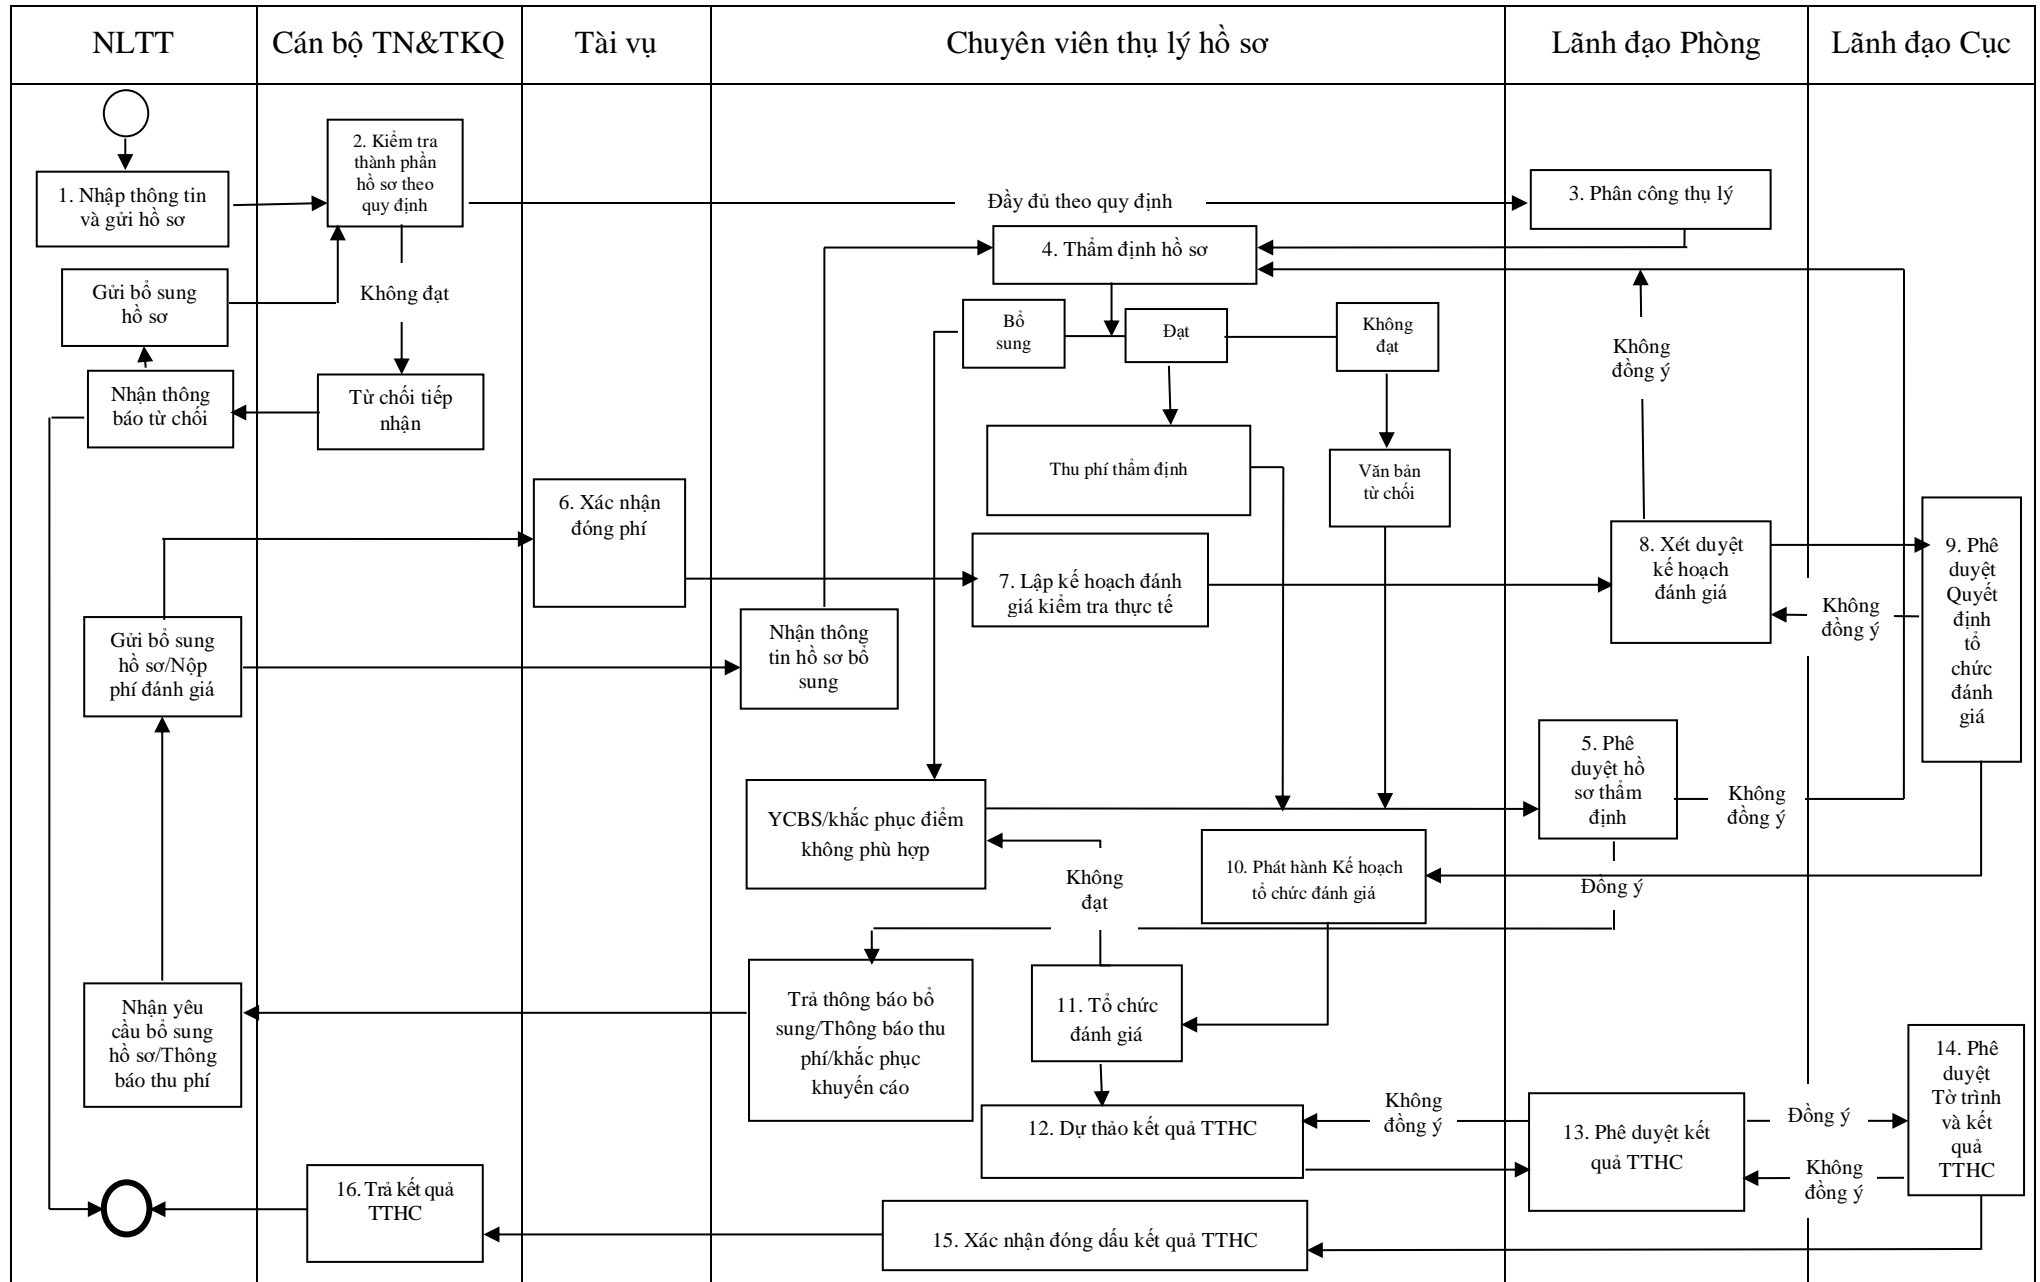 NLTT
Cán bộ TN&TKQ
Tài vụ
Chuyên viên thụ lý hồ sơ
Lãnh đạo Phòng
Lãnh đạo Cục
1. Nhập thông tin
và gửi hồ sơ
2. Kiểm tra
thành phần
hồ sơ theo
quy định
Đầy đủ theo quy định
3. Phân công thụ lý
4. Thẩm định hồ sơ
Gửi bổ sung
hồ sơ
Không đạt
Bổ
sung
Đạt
Không
đạt
Không
đồng ý
Nhận thông
báo từ chối
Từ chối tiếp
nhận
Thu phí thẩm định
Văn bản
từ chối
6. Xác nhận
đóng phí
7. Lập kế hoạch đánh
giá kiểm tra thực tế
8. Xét duyệt
kế hoạch
đánh giá
9. Phê
duyệt
Quyết
định
tổ
chức
đánh
giá
Không
đồng ý
Gửi bổ sung
hồ sơ/Nộp
phí đánh giá
Nhận thông
tin hồ sơ bổ
sung
5. Phê
duyệt hồ
sơ thẩm
định
Không
đồng ý
YCBS/khắc phục điểm
không phù hợp
Không
đạt
10. Phát hành Kế hoạch
tổ chức đánh giá
Đồng ý
Nhận yêu
cầu bổ sung
hồ sơ/Thông
báo thu phí
Trả thông báo bổ
sung/Thông báo thu
phí/khắc phục
khuyến cáo
11. Tổ chức
đánh giá
12. Dự thảo kết quả TTHC
Không
đồng ý
13. Phê duyệt kết
quả TTHC
Đồng ý
Không
đồng ý
14. Phê
duyệt
Tờ trình
và kết
quả
TTHC
16. Trả kết quả
TTHC
15. Xác nhận đóng dấu kết quả TTHC